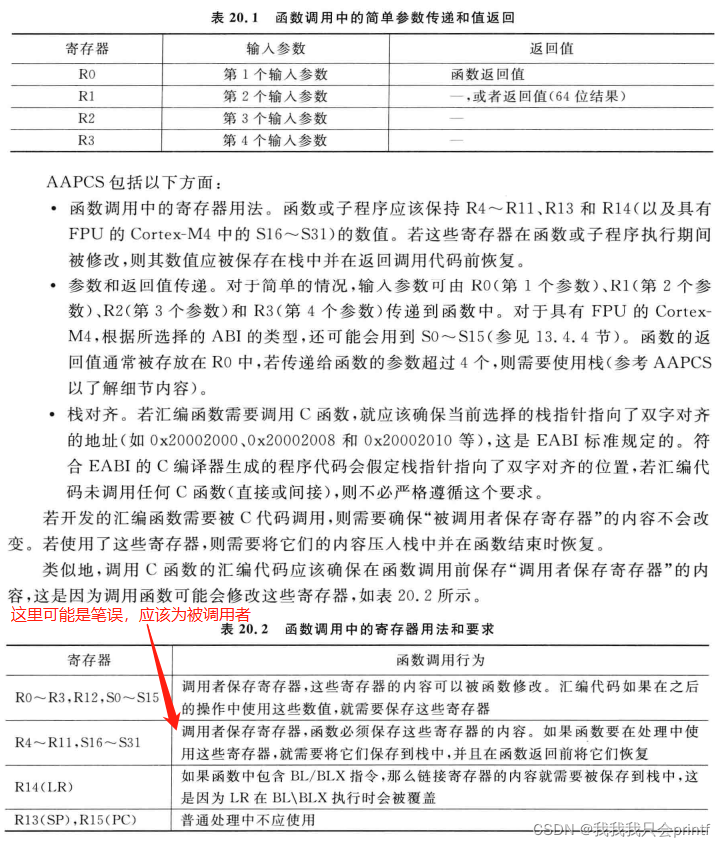 表 20.1 函数调用中的简单参数传递和值返回
寄存器 输入参数 返回值
R0 第 1 个输入参数 函数返回值
R1 第 2 个输入参数 —,或者返回值(64 位结果)
R2 第 3 个输入参数 —
R3 第 4 个输入参数 —
AAPCS 包括以下方面：
• 函数调用中的寄存器用法。函数或子程序应该保持 R4～R11、R13 和 R14(以及具有
FPU 的 Cortex-M4 中的 S16～S31)的数值。若这些寄存器在函数或子程序执行期间
被修改,则其数值应被保存在栈中并在返回调用代码前恢复。
• 参数和返回值传递。对于简单的情况,输入参数可由 R0(第 1 个参数)、R1(第 2 个参
数)、R2(第 3 个参数)和 R3(第 4 个参数)传递到函数中。对于具有 FPU 的 Cortex-
M4,根据所选择的 ABI 的类型,还可能会用到 S0～S15(参见 13.4.4 节)。函数的返
回值通常被存放在 R0 中,若传递给函数的参数超过 4 个,则需要使用栈(参考 AAPCS
以了解细节内容)。
• 栈对齐。若汇编函数需要调用 C 函数,就应该确保当前选择的栈指针指向了双字对齐
的地址(如 0x20002000、0x20002008 和 0x20002010 等),这是 EABI 标准规定的。符
合 EABI 的 C 编译器生成的程序代码会假定栈指针指向了双字对齐的位置,若汇编代
码未调用任何 C 函数(直接或间接),则不必严格遵循这个要求。
若开发的汇编函数需要被 C 代码调用,则需要确保“被调用者保存寄存器”的内容不会改
变。若使用了这些寄存器,则需要将它们的内容压入栈中并在函数结束时恢复。
类似地,调用 C 函数的汇编代码应该确保在函数调用前保存“调用者保存寄存器”的内
容,这是因为调用函数可能会修改这些寄存器,如表 20.2 所示。
这里可能是笔误，应该为被调用者
表 20.2 函数调用中的寄存器用法和要求
寄存器 函数调用行为
R0～R3,R12,S0～S15 调用者保存寄存器,这些寄存器的内容可以被函数修改。汇编代码如果在之后
的操作中使用这些数值,就需要保存这些寄存器
R4～R11,S16～S31 调用者保存寄存器,函数必须保存这些寄存器的内容。如果函数要在处理中使
用这些寄存器,就需要将它们保存到栈中,并且在函数返回前将它们恢复
R14(LR) 如果函数中包含 BL/BLX 指令,那么链接寄存器的内容就需要被保存到栈中,这
是因为 LR 在 BL\BLX 执行时会被覆盖
R13(SP),R15(PC) 普通处理中不应使用
CSDN @我我我只会printf